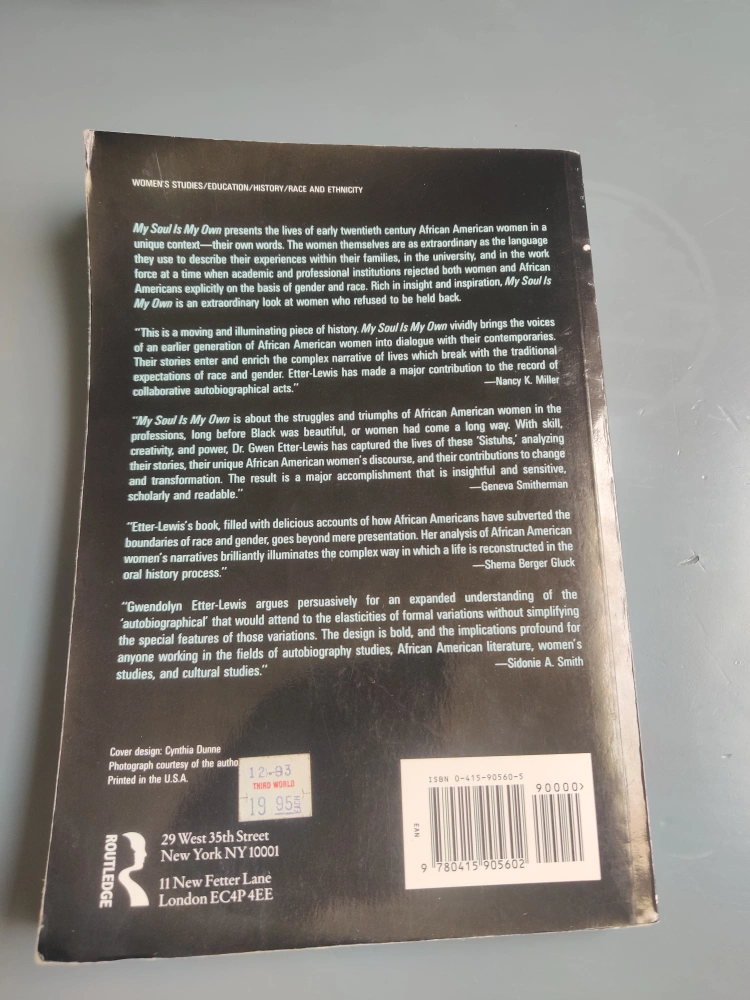 WOMEN'S STUDIES/EDUCATION/HISTORY/RACE AND ETHNICITY
My Soul Is My Own presents the lives of early twentieth century African American women in a
unique context—their own words. The women themselves are as extraordinary as the language
they use to describe their experiences within their families, in the university, and in the work
force at a time when academic and professional institutions rejected both women and African
Americans explicitly on the basis of gender and race. Rich in insight and inspiration, My Soul Is
My Own is an extraordinary look at women who refused to be held back.
"This is a moving and illuminating piece of history. My Soul Is My Own vividly brings the voices
of an earlier generation of African American women into dialogue with their contemporaries.
Their stories enter and enrich the complex narrative of lives which break with the traditional
expectations of race and gender. Etter-Lewis has made a major contribution to the record of
collaborative autobiographical acts."
—Nancy K. Miller
"My Soul Is My Own is about the struggles and triumphs of African American women in the
professions, long before Black was beautiful, or women had come a long way. With skill,
creativity, and power, Dr. Gwen Etter-Lewis has captured the lives of these 'Sistuhs,' analyzing
their stories, their unique African American women's discourse, and their contributions to change
and transformation. The result is a major accomplishment that is insightful and sensitive,
scholarly and readable."
—Geneva Smitherman
"Etter-Lewis's book, filled with delicious accounts of how African Americans have subverted the
boundaries of race and gender, goes beyond mere presentation. Her analysis of African American
women's narratives brilliantly illuminates the complex way in which a life is reconstructed in the
oral history process."
—Sherna Berger Gluck
"Gwendolyn Etter-Lewis argues persuasively for an expanded understanding of the
'autobiographical' that would attend to the elasticities of formal variations without simplifying
the special features of those variations. The design is bold, and the implications profound for
anyone working in the fields of autobiography studies, African American literature, women's
studies, and cultural studies."
—Sidonie A. Smith
Cover design: Cynthia Dunne
Photograph courtesy of the autho
Printed in the U.S.A.
12-93
THIRD WORLD
19.95 EACH
ROUTLEDGE
29 West 35th Street
New York NY 10001
11 New Fetter Lane
London EC4P 4EE
ISBN 0-415-90560-5
90000>
EAN
9 780415 905602